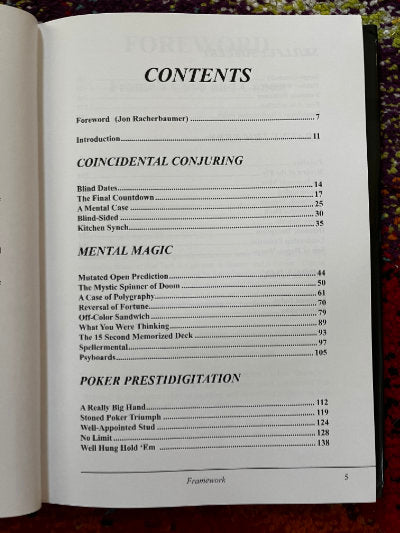 CONTENTS
Foreword (Jon Racherbaumer) 7
Introduction 11
COINCIDENTAL CONJURING
Blind Dates 14
The Final Countdown 17
A Mental Case 25
Blind-Sided 30
Kitchen Synch 35
MENTAL MAGIC
Mutated Open Prediction 44
The Mystic Spinner of Doom 50
A Case of Polygraphy 61
Reversal of Fortune 70
Off-Color Sandwich 79
What You Were Thinking 89
The 15 Second Memorized Deck 93
Spellermental 97
Psyboards 105
POKER PRESTIDIGITATION
A Really Big Hand 112
Stoned Poker Triumph 119
Well-Appointed Stud 124
No Limit 128
Well Hung Hold 'Em 138
Framework 5